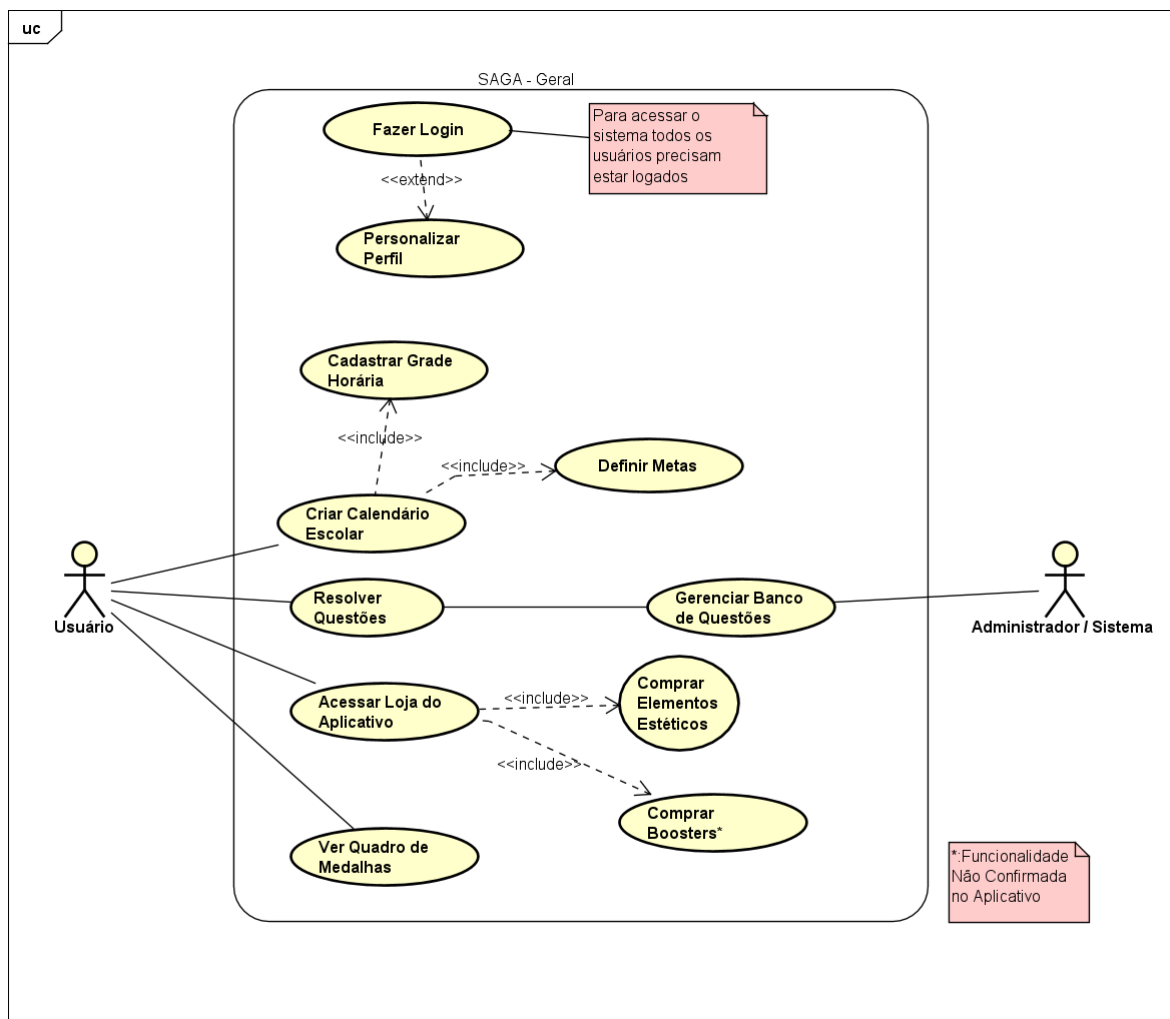 uc
SAGA - Geral
Fazer Login
Para acessar o
sistema todos os
usuários precisam
estar logados
<<extend>>
Personalizar
Perfil
Cadastrar Grade
Horária
<<include>>
<<include>>
Definir Metas
Criar Calendário
Escolar
Usuário
Resolver
Questões
Gerenciar Banco
de Questões
Administrador / Sistema
Acessar Loja do
Aplicativo
<<include>>
Comprar
Elementos
Estéticos
<<include>>
Comprar
Boosters*
Ver Quadro de
Medalhas
*:Funcionalidade
Não Confirmada
no Aplicativo